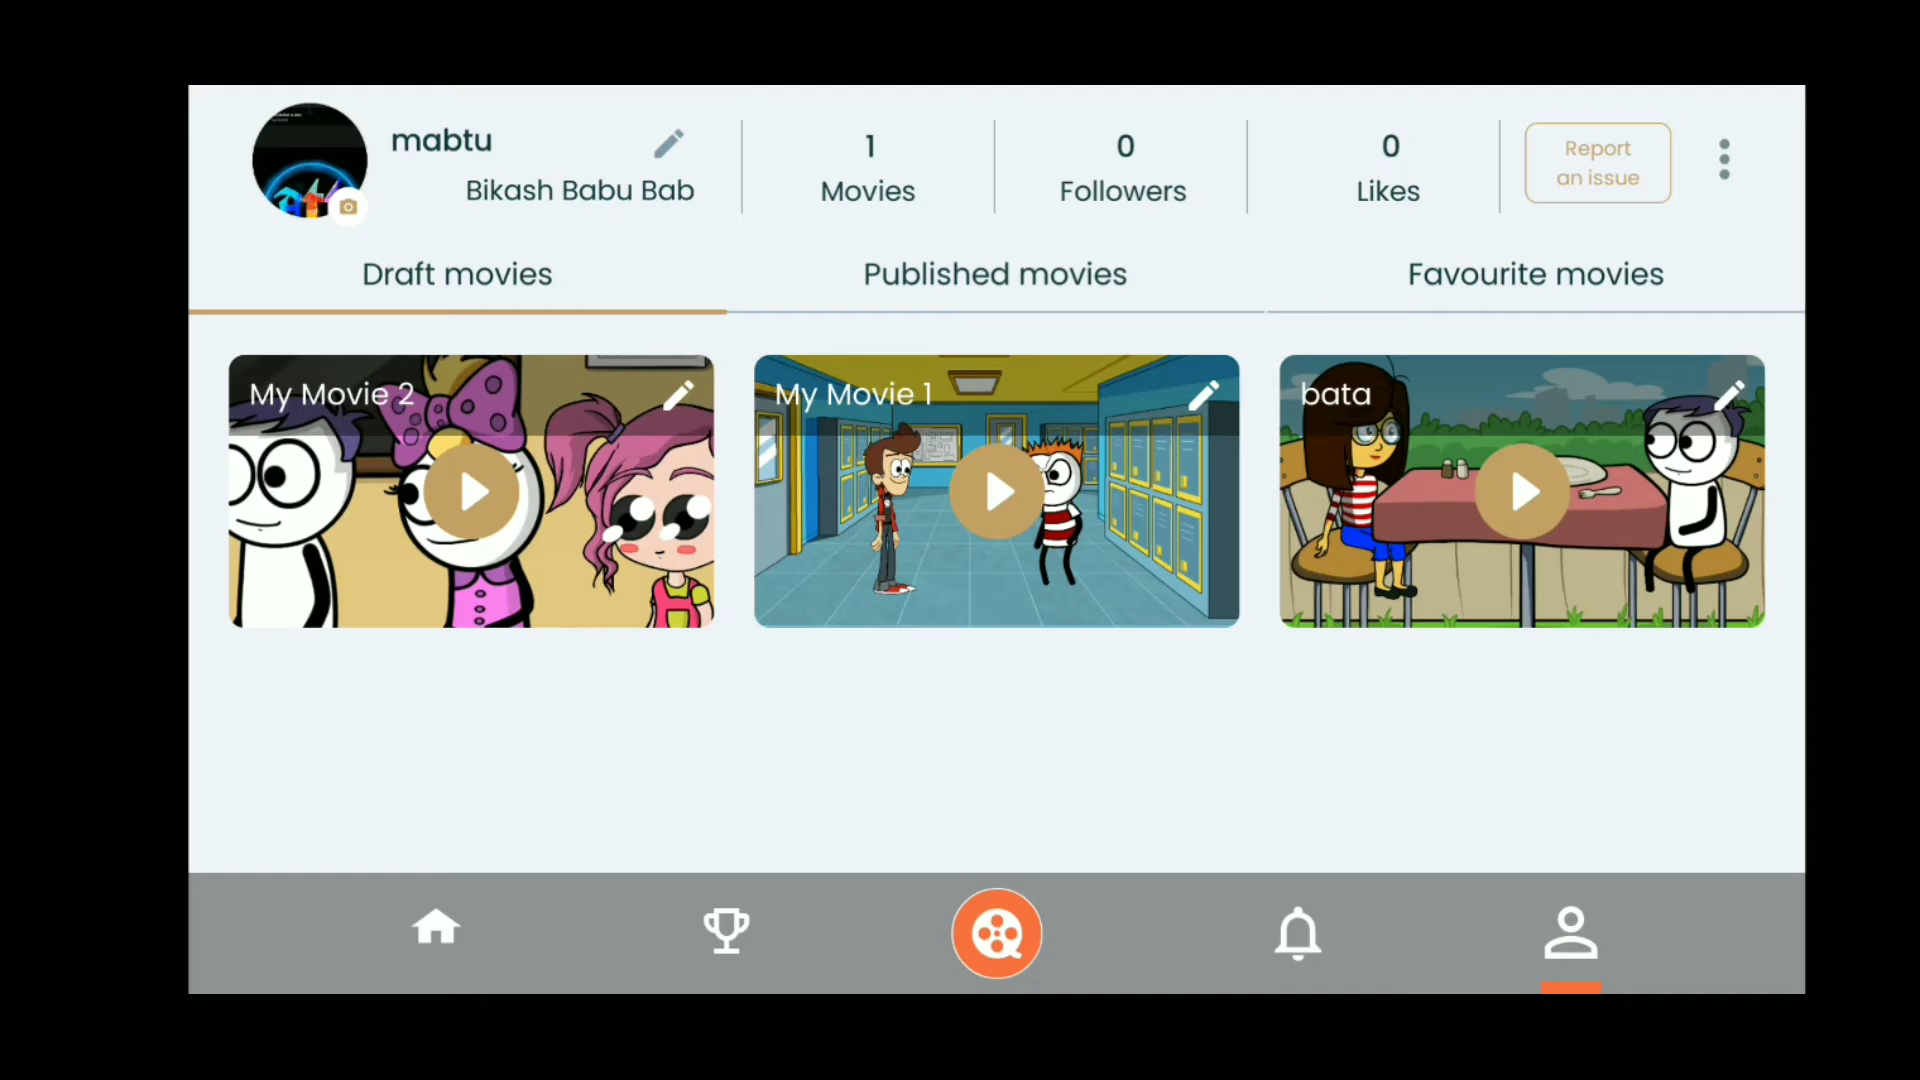 mabtu
Bikash Babu Bab
1
Movies
0
Followers
0
Likes
Report
an issue
Draft movies
Published movies
Favourite movies
My Movie 2
My Movie 1
bata